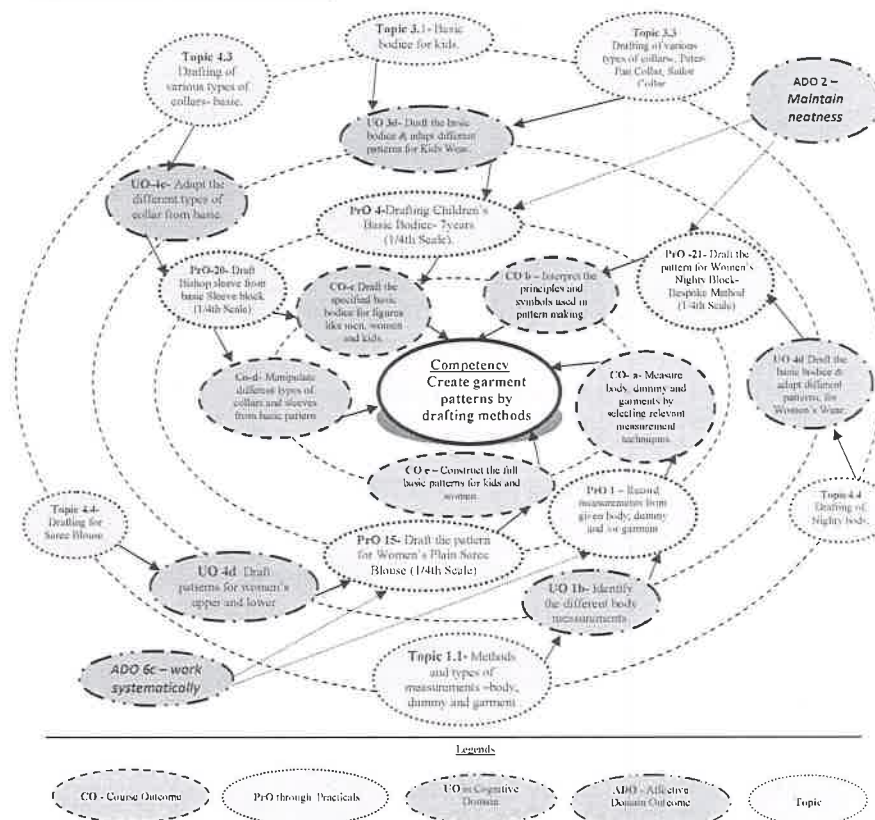 Topic 4.3
Drafting of
various types of
collars- basic.
Topic 3.1- Basic
bodice for kids.
Topic 3.3
Drafting of various
types of collars, Peter-
Pan Collar, Sailor
Collar
ADO 2 –
Maintain
neatness
UO 3d- Draft the basic
bodice & adapt different
patterns for Kids Wear.
UO-4c- Adapt the
different types of
collar from basic.
PrO 4-Drafting Children's
Basic Bodice- 7years
(1/4th Scale).
PrO-20- Draft
Bishop sleeve from
basic Sleeve block
(1/4th Scale)
CO-c Draft the
specified basic
bodice for figures
like men, women
and kids.
CO b – Interpret the
principles and
symbols used in
pattern making
PrO -21- Draft the
pattern for Women's
Nighty Block-
Bespoke Method
(1/4th Scale)
Competency
Create garment
patterns by
drafting methods
Co-d- Manipulate
different types of
collars and sleeves
from basic pattern
CO- a- Measure
body, dummy and
garments by
selecting relevant
measurement
techniques.
UO 4d Draft the
basic bodice &
adapt different
patterns, for
Women's Wear.
CO e – Construct the full
basic patterns for kids and
women.
PrO 1 – Record
measurements from
given body, dummy
and /or garment
Topic 4.4-
Drafting for
Saree Blouse
Topic 4.4
Drafting of
Nighty body.
PrO 15- Draft the pattern
for Women's Plain Saree
Blouse (1/4th Scale)
UO 4d Draft
patterns for women's
upper and lower
UO 1b- Identify
the different body
measurements
ADO 6c – work
systematically
Topic 1.1- Methods
and types of
measurements –body,
dummy and garment
Legends
CO - Course Outcome
PrO through Practicals
UO in Cognitive
Domain
ADO - Affective
Domain Outcome
Topic